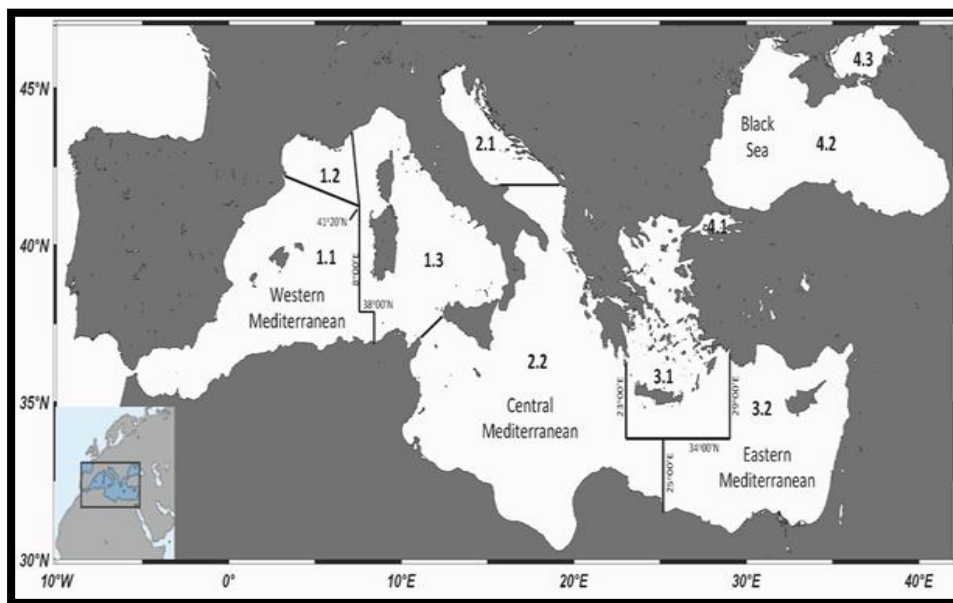 45°N
40°N
35°N
30°N
10°W
0°
10°E
20°E
30°E
40°E
4.3
Black
Sea
4.2
2.1
1.2
41°20'N
4.1
1.1
1.3
8°00'E
38°00'N
Western
Mediterranean
2.2
Central
Mediterranean
3.1
23°00'E
29°00'E
3.2
34°00'N
25°00'E
Eastern
Mediterranean